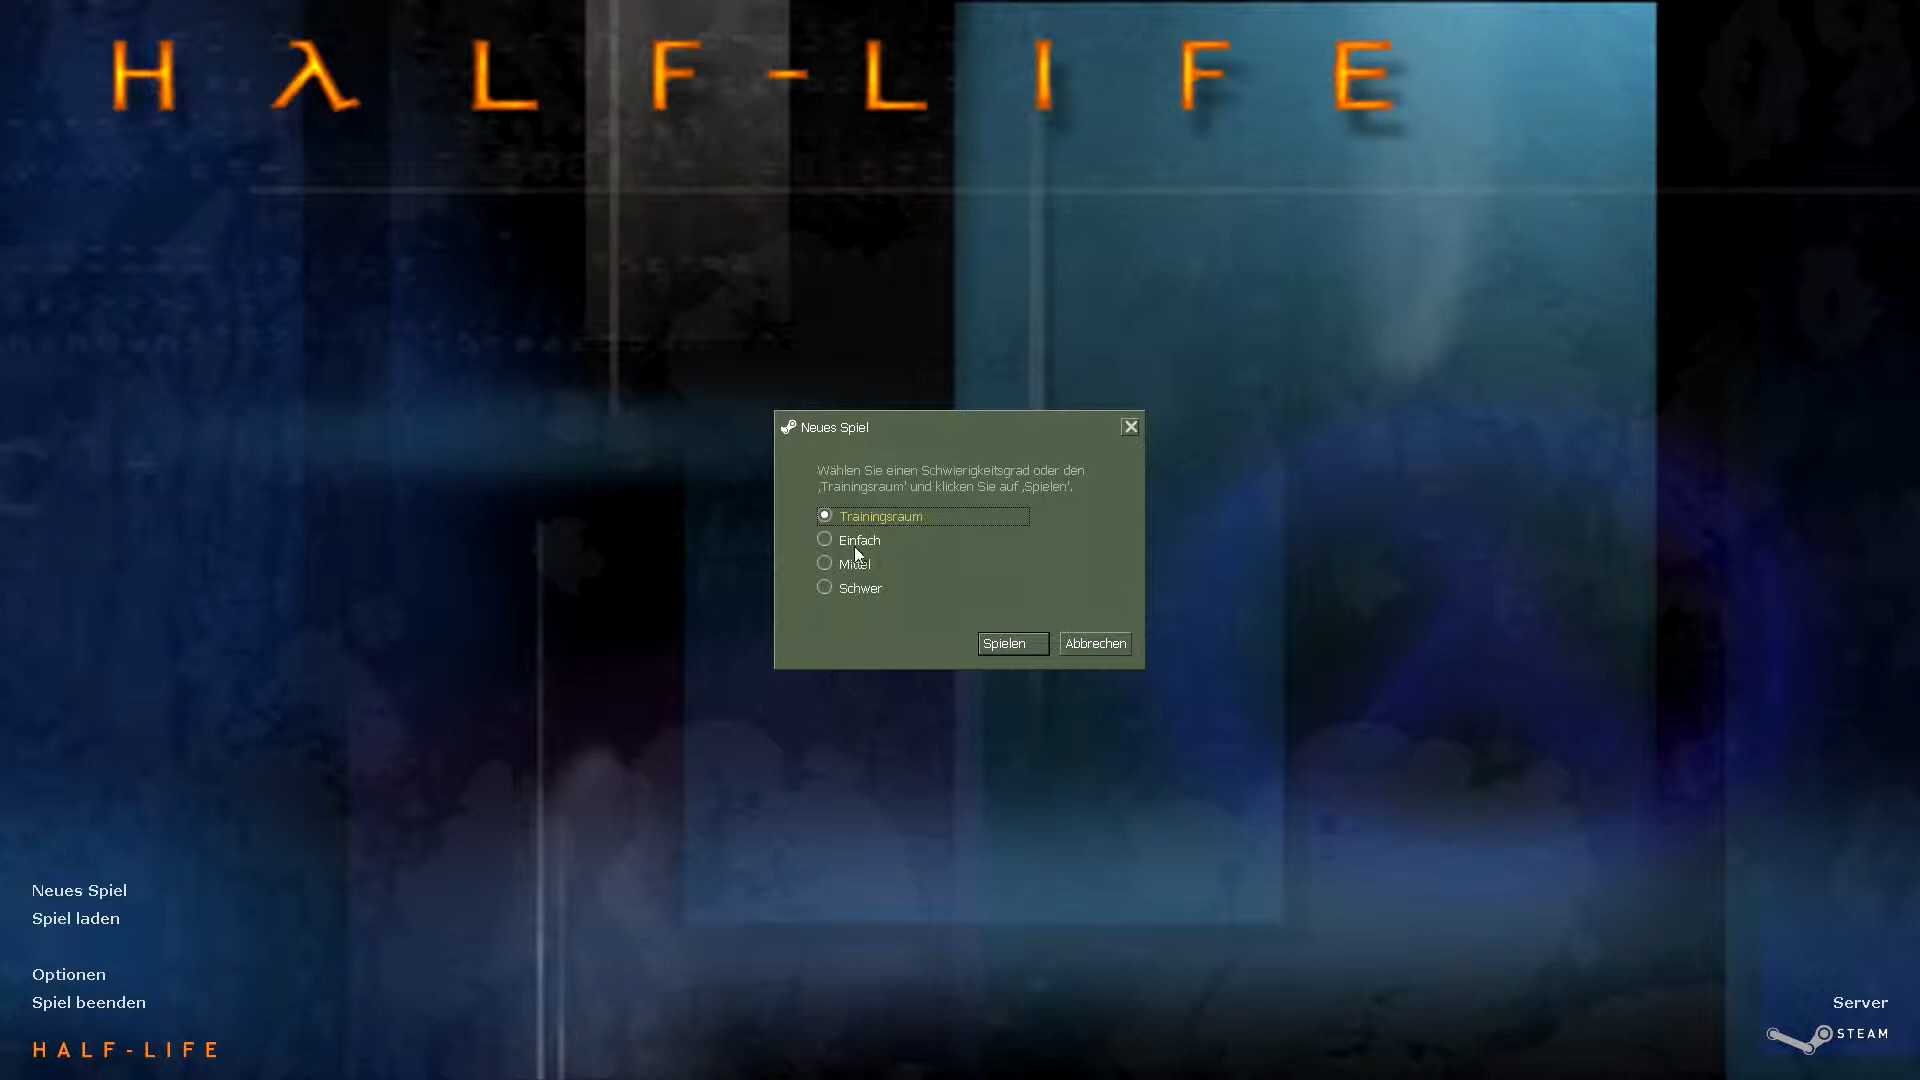 HλLF-LIFE
Neues Spiel
Wählen Sie einen Schwierigkeitsgrad oder den
‚Trainingsraum' und klicken Sie auf ‚Spielen'.
Trainingsraum
Einfach
Mittel
Schwer
Spielen
Abbrechen
Neues Spiel
Spiel laden
Optionen
Spiel beenden
HALF-LIFE
Server
STEAM